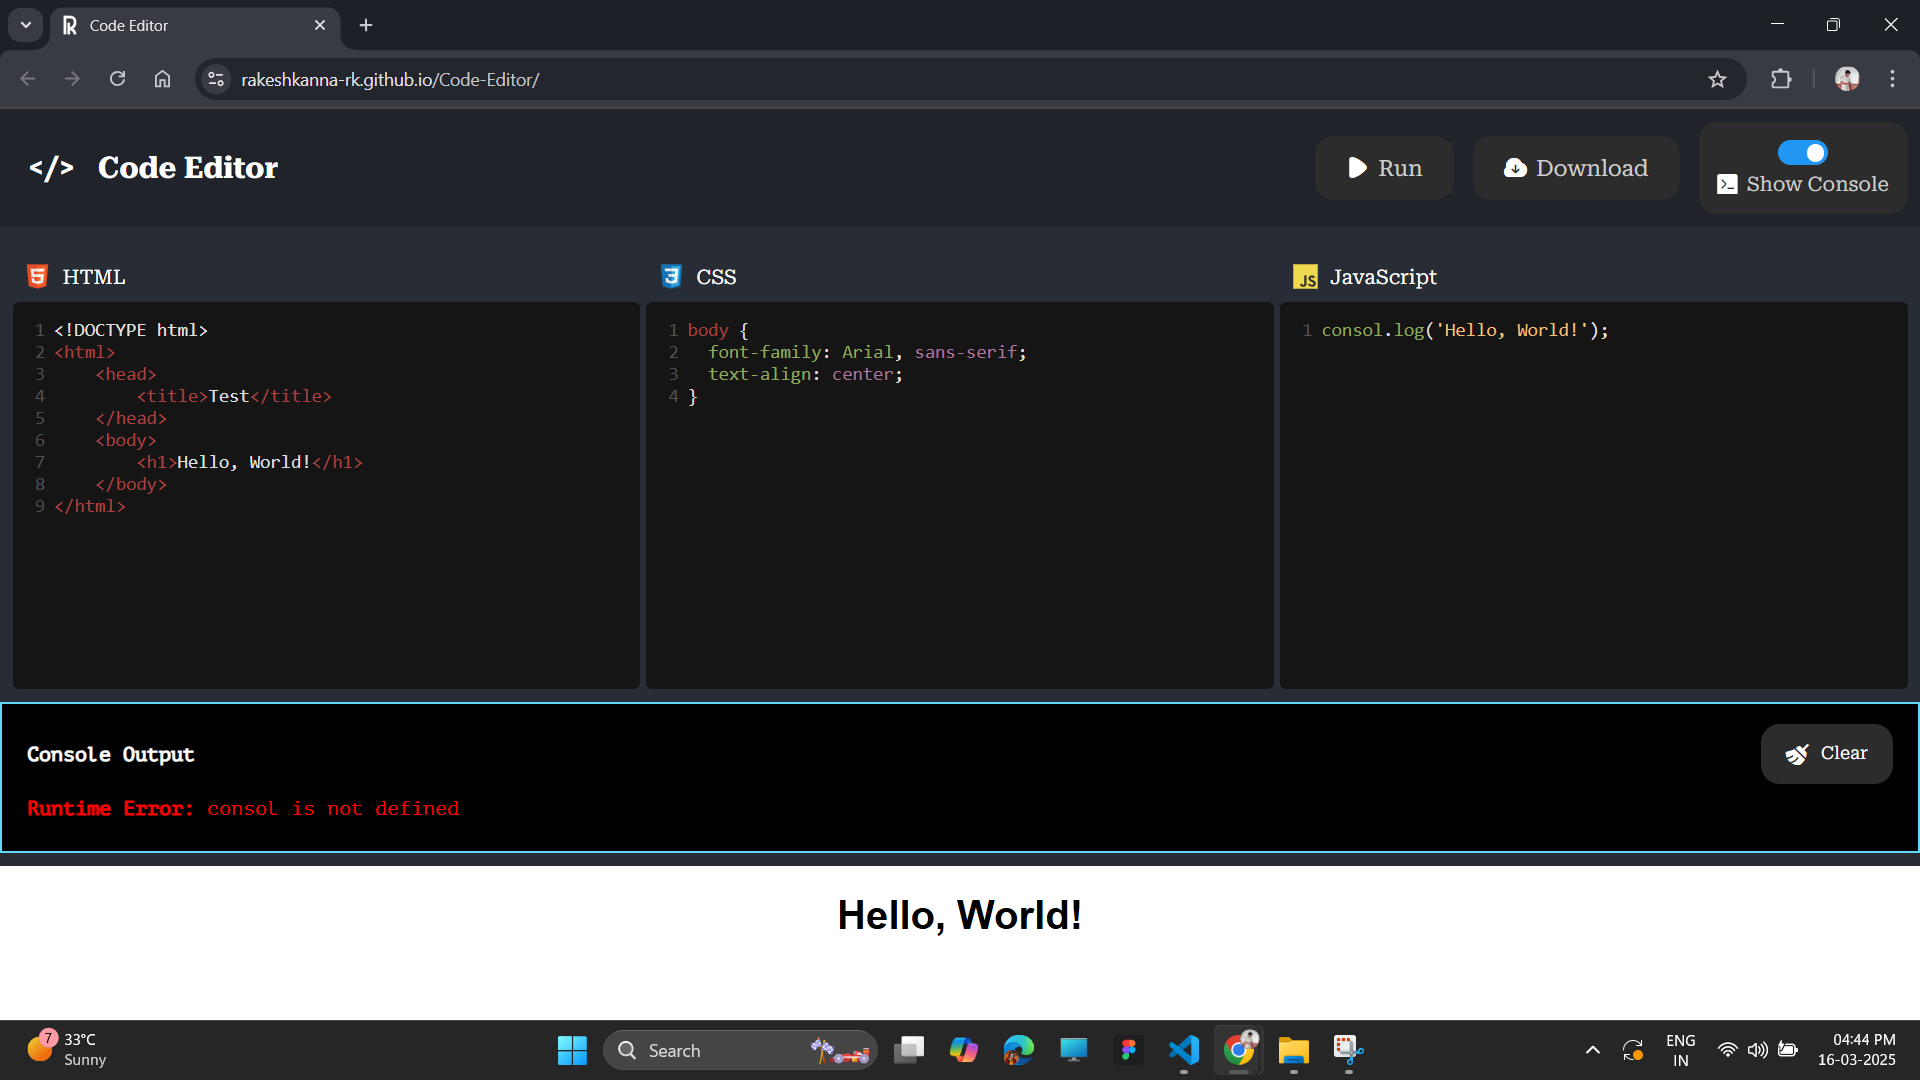 Code Editor
rakeshkanna-rk.github.io/Code-Editor/
</> Code Editor
Run
Download
Show Console
HTML
CSS
JavaScript
JS
1 <!DOCTYPE html>
2 <html>
3 <head>
4 <title>Test</title>
5 </head>
6 <body>
7 <h1>Hello, World!</h1>
8 </body>
9 </html>
1 body {
2 font-family: Arial, sans-serif;
3 text-align: center;
4 }
1 consol.log('Hello, World!');
Console Output
Clear
Runtime Error: consol is not defined
Hello, World!
7
33°C
Sunny
Search
ENG
IN
04:44 PM
16-03-2025